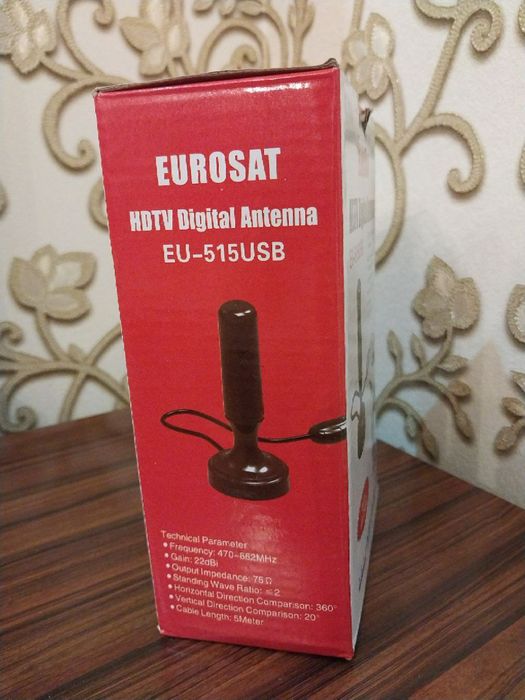 EUROSAT
HDTV Digital Antenna
EU-515USB
Technical Parameter
• Frequency: 470-862MHz
• Gain: 22dBi
• Output Impedance: 75Ω
• Standing Wave Ratio: ≤2
• Horizontal Direction Comparison: 360°
• Vertical Direction Comparison: 20°
• Cable Length: 5Meter